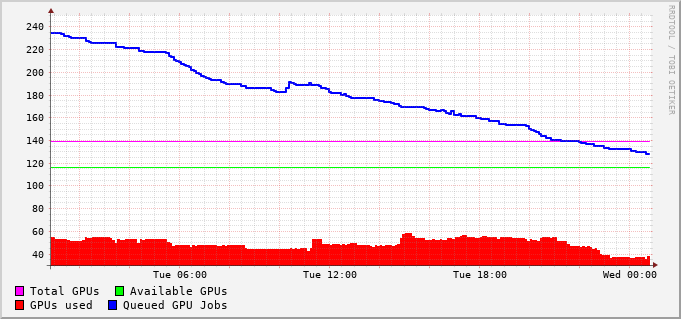 240
220
200
180
160
140
120
100
80
60
40
Tue 06:00 Tue 12:00 Tue 18:00 Wed 00:00
Total GPUs Available GPUs
GPUs used Queued GPU Jobs
RRDTOOL / TOBI OETIKER